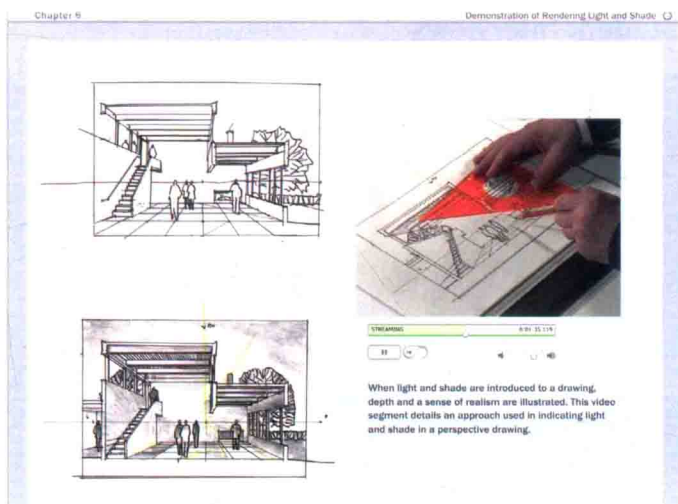 Chapter 6
Demonstration of Rendering Light and Shade
STREAMING
When light and shade are introduced to a drawing,
depth and a sense of realism are illustrated. This video
segment details an approach used in indicating light
and shade in a perspective drawing.